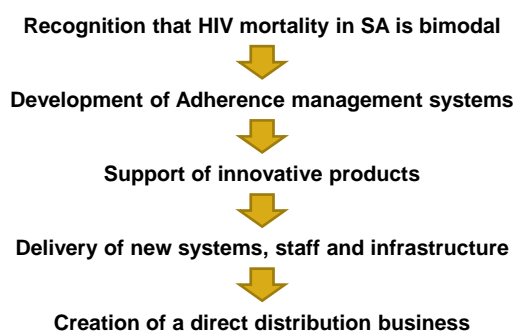 Recognition that HIV mortality in SA is bimodal
Development of Adherence management systems
Support of innovative products
Delivery of new systems, staff and infrastructure
Creation of a direct distribution business